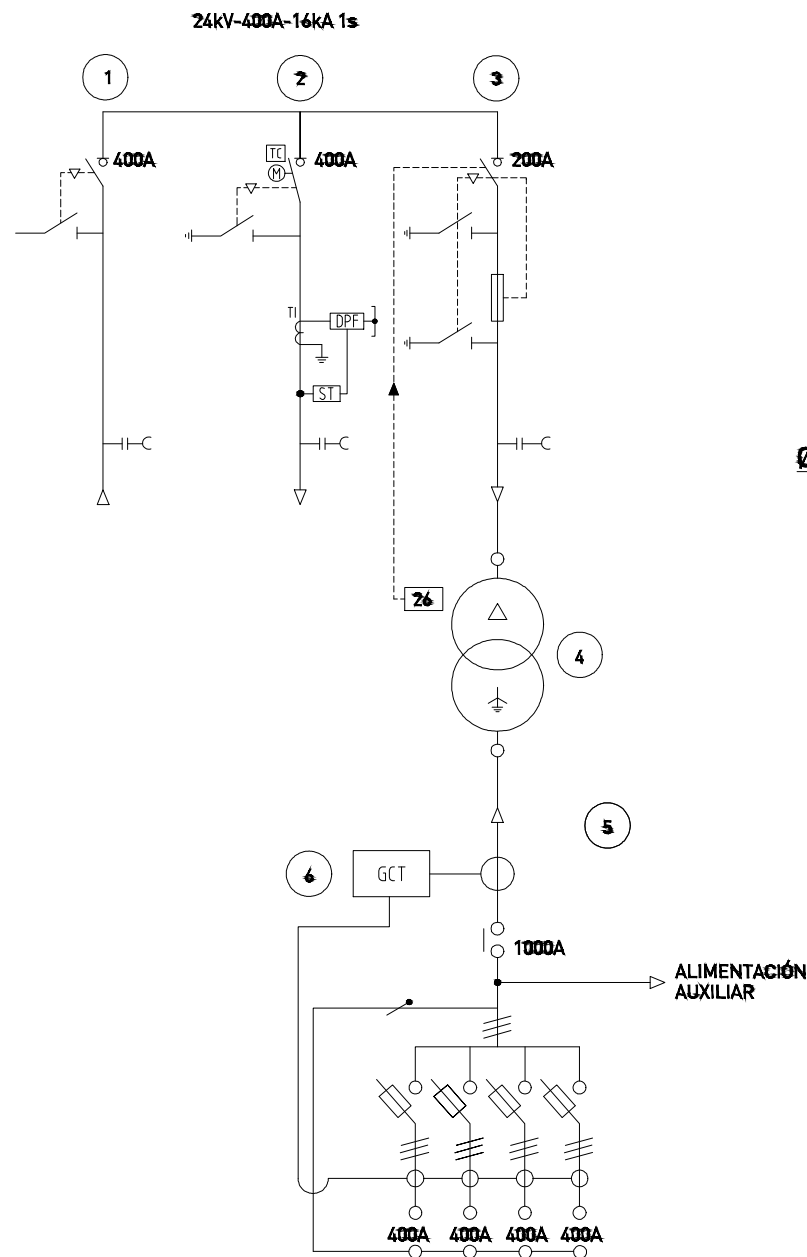 24kV-400A-16kA 1s
1
2
3
400A
TC
400A
200A
M
TI
DPF
ST
26
4
5
6
GCT
1000A
ALIMENTACIÓN
AUXILIAR
400A 400A 400A 400A